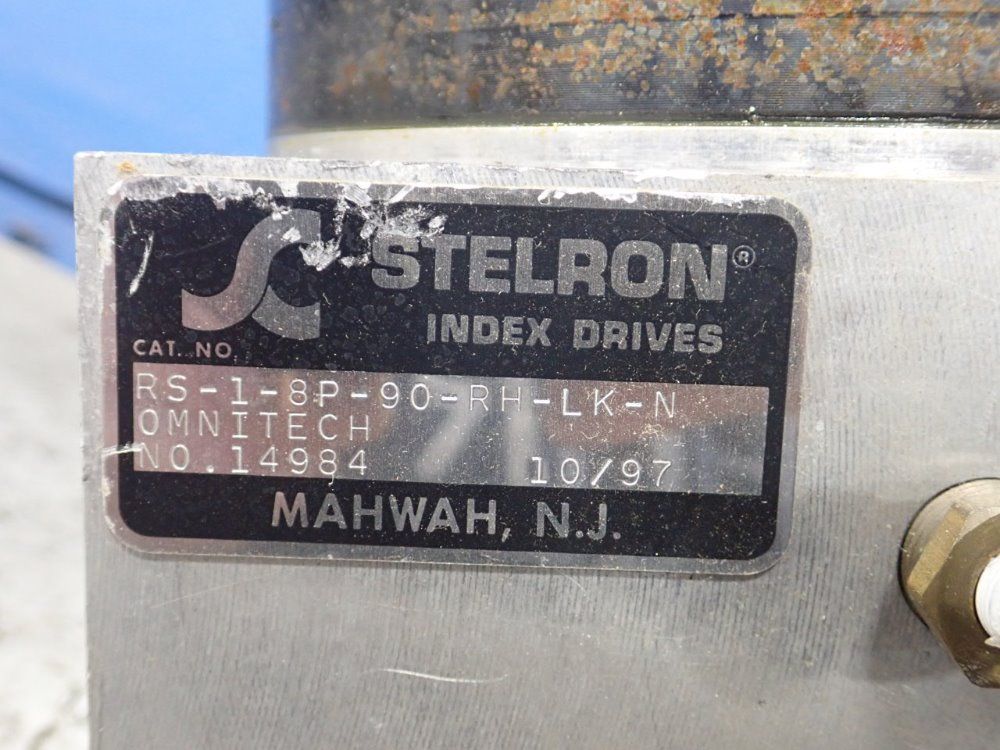 STELRON®
INDEX DRIVES
CAT. NO
RS-1-8P-90-RH-LK-N
OMNITECH
NO.14984 10/97
MAHWAH, N.J.